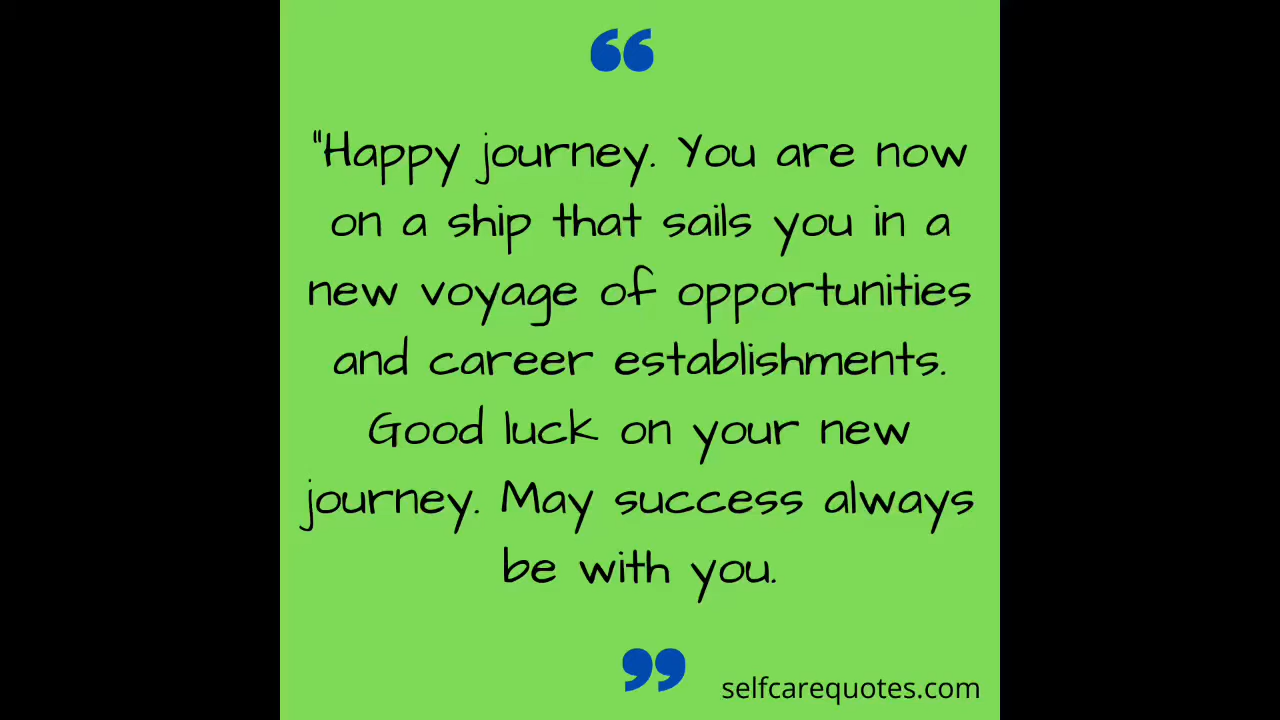 “
"Happy journey. You are now
on a ship that sails you in a
new voyage of opportunities
and career establishments.
Good luck on your new
journey. May success always
be with you.
”
selfcarequotes.com